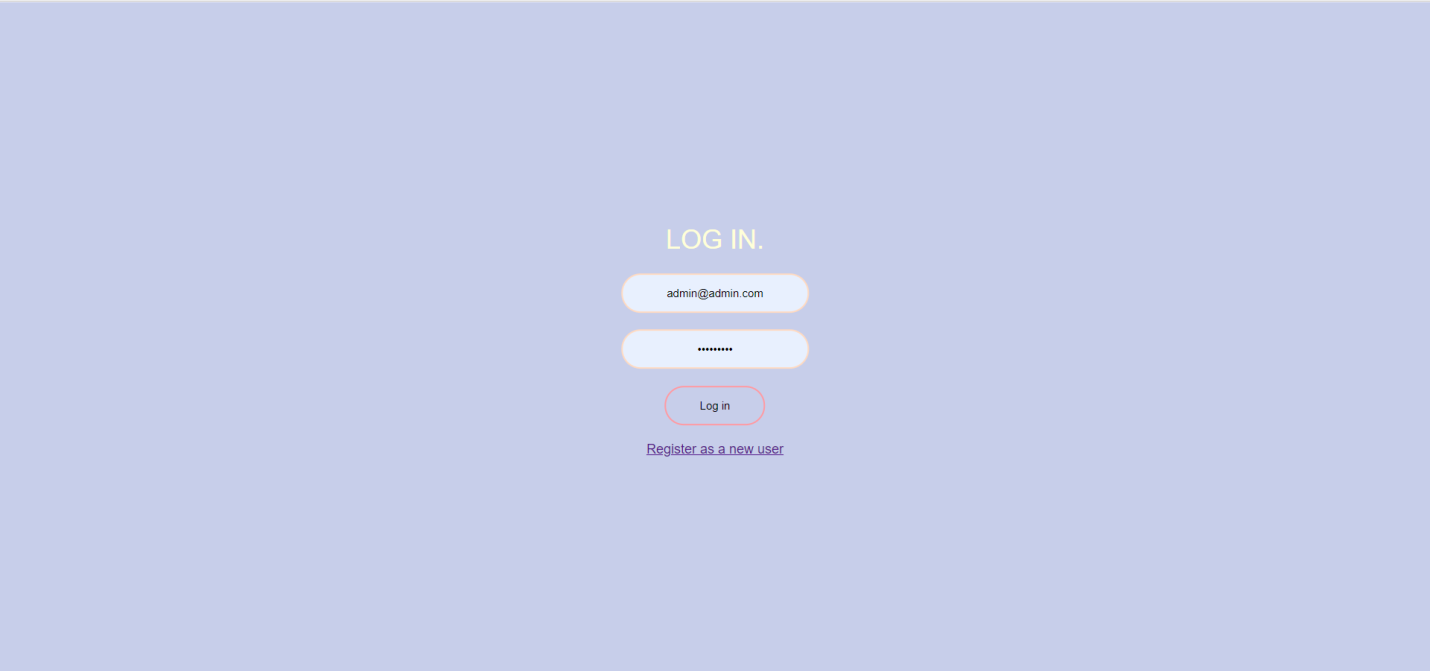 LOG IN.
admin@admin.com
•••••••••
Log in
Register as a new user